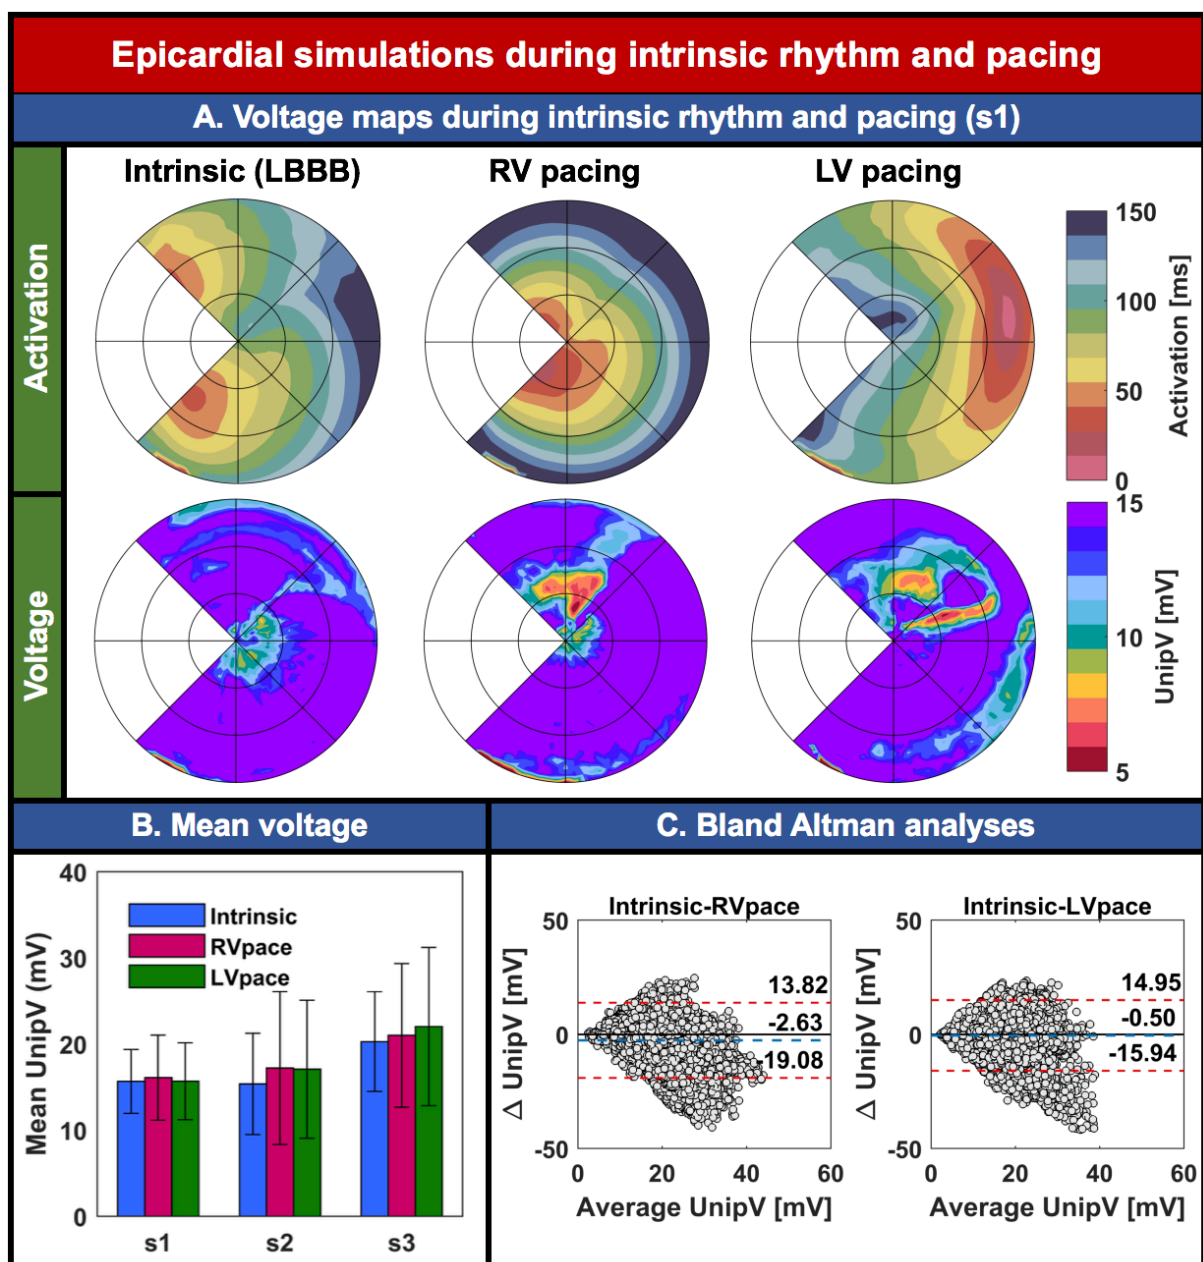 Epicardial simulations during intrinsic rhythm and pacing
A. Voltage maps during intrinsic rhythm and pacing (s1)
Intrinsic (LBBB)
RV pacing
LV pacing
Activation
150
100
50
0
Activation [ms]
Voltage
15
10
5
UnipV [mV]
B. Mean voltage
40
30
20
10
0
Mean UnipV (mV)
Intrinsic
RVpace
LVpace
s1
s2
s3
C. Bland Altman analyses
Intrinsic-RVpace
50
0
-50
Δ UnipV [mV]
13.82
-2.63
-19.08
0
20
40
60
Average UnipV [mV]
Intrinsic-LVpace
50
0
-50
Δ UnipV [mV]
14.95
-0.50
-15.94
0
20
40
60
Average UnipV [mV]